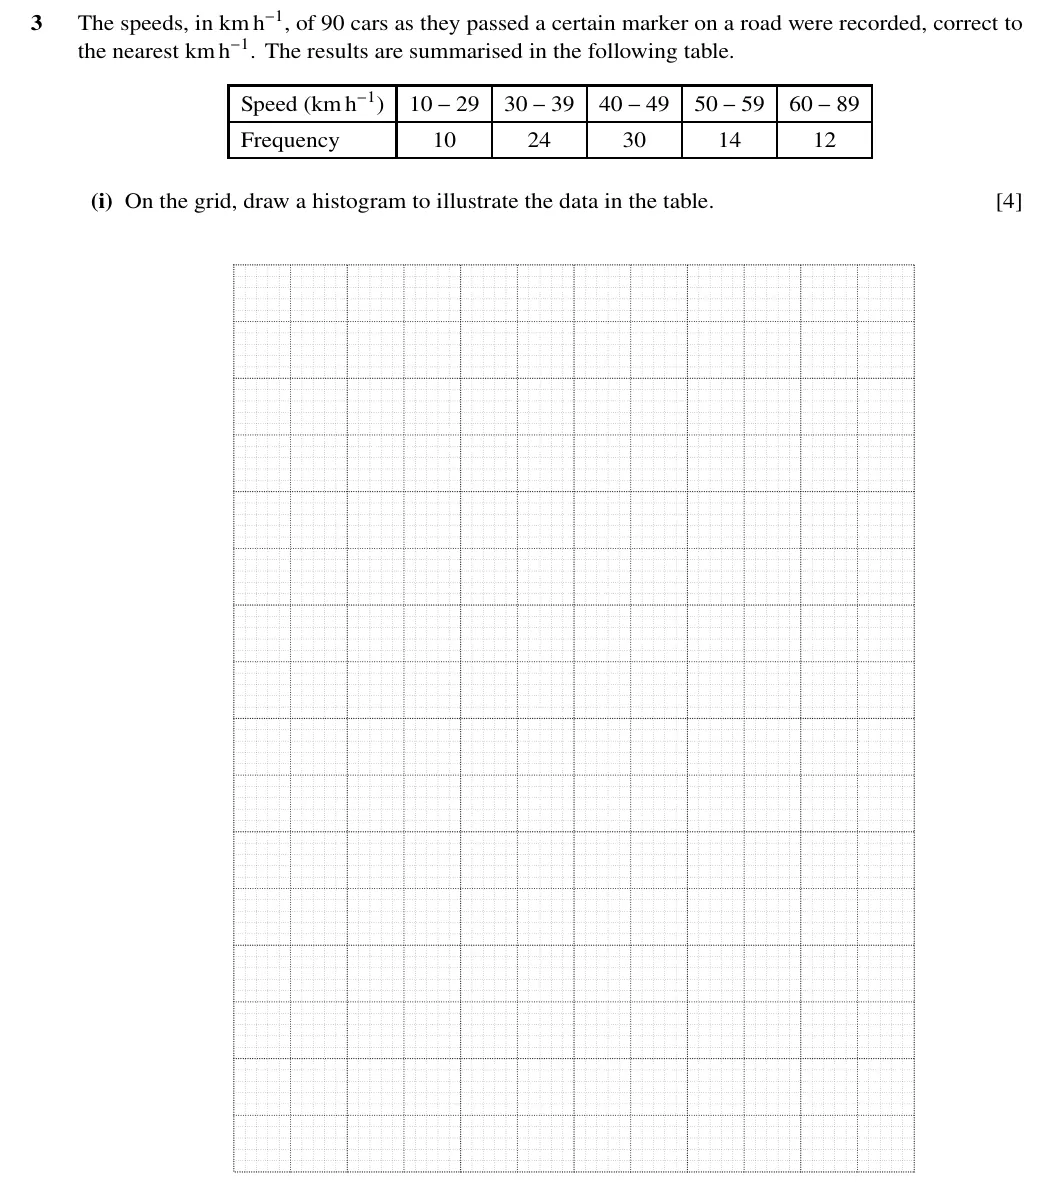 3 The speeds, in km h⁻¹, of 90 cars as they passed a certain marker on a road were recorded, correct to
the nearest km h⁻¹. The results are summarised in the following table.
Speed (km h⁻¹) 10 – 29 30 – 39 40 – 49 50 – 59 60 – 89
Frequency 10 24 30 14 12
(i) On the grid, draw a histogram to illustrate the data in the table. [4]